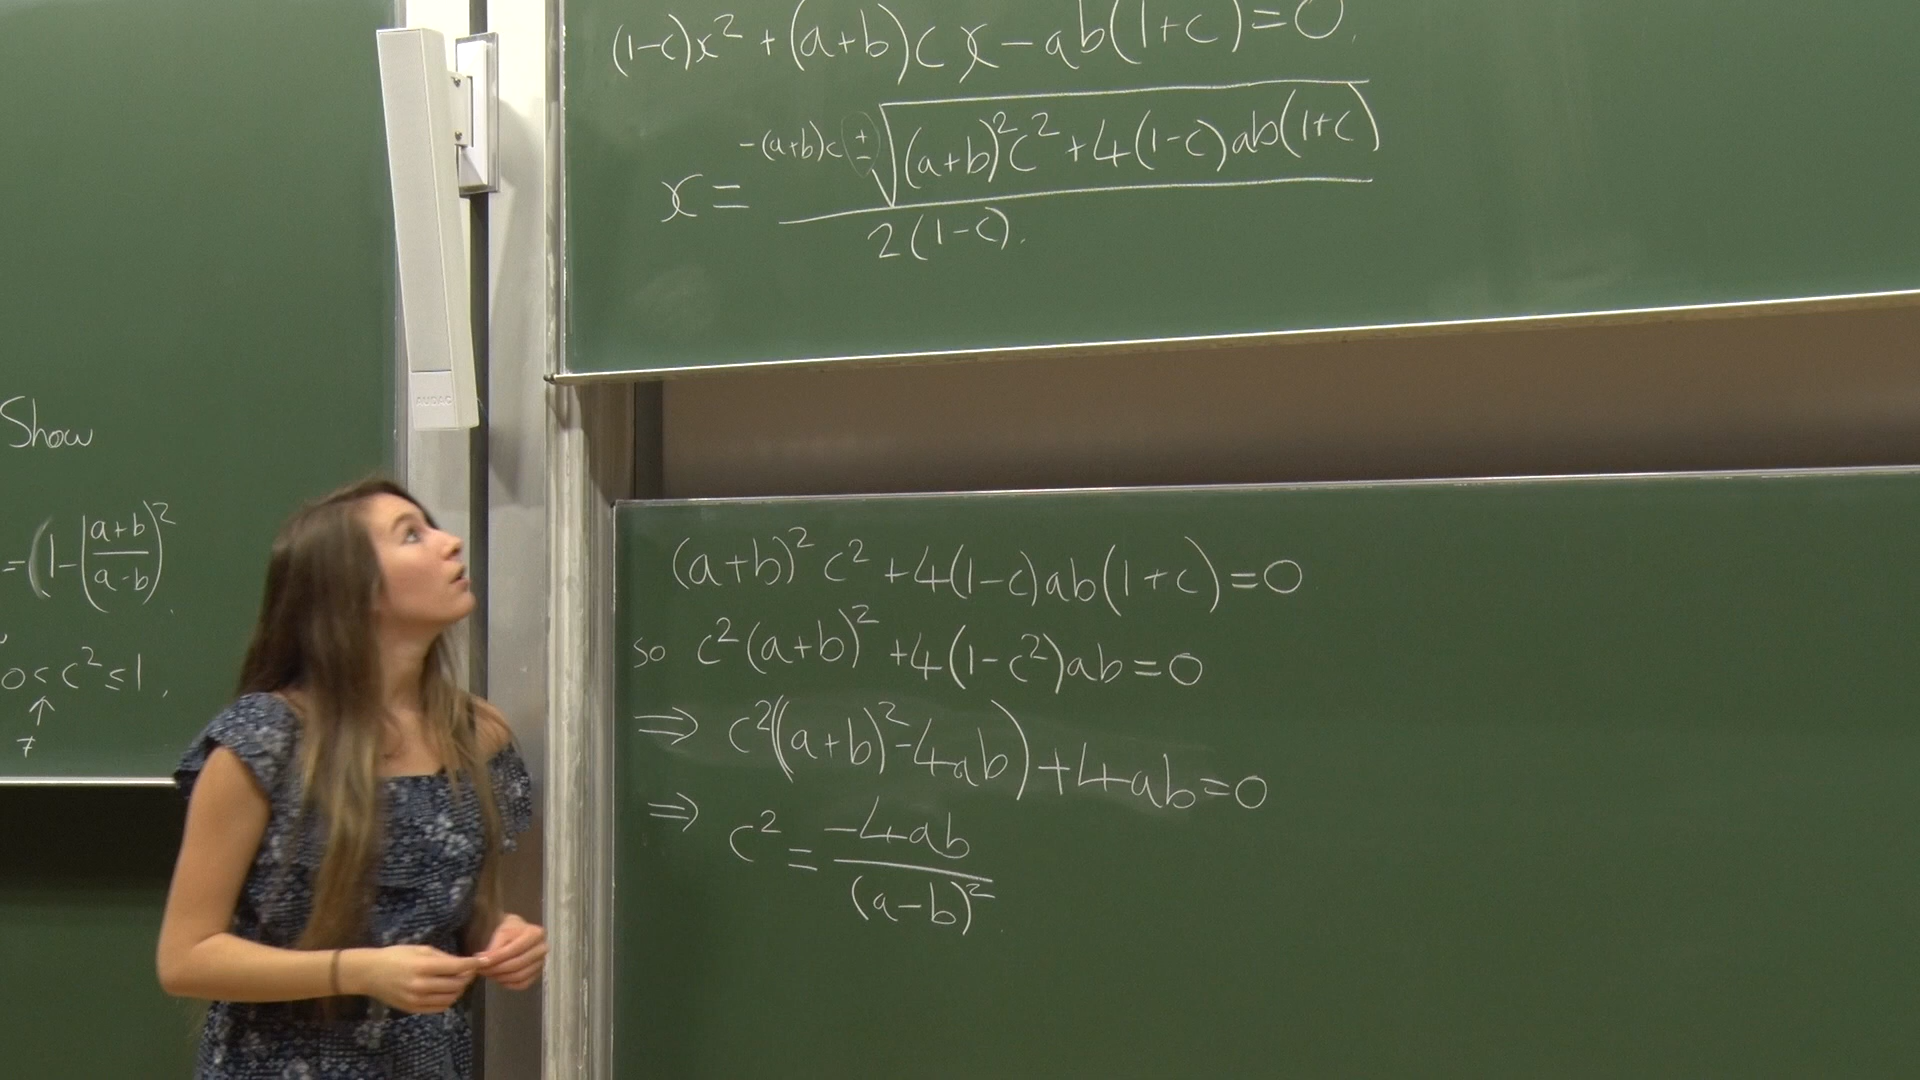 Show
=(1-((a+b)/(a-b))^2
0<c²≤1,
↑
7
(1-c)x²+(a+b)cx-ab(1+c)=0.
x=(-(a+b)c±√((a+b)²c²+4(1-c)ab(1+c)))/(2(1-c)).
(a+b)²c²+4(1-c)ab(1+c)=0
so c²(a+b)²+4(1-c²)ab=0
⇒ c²((a+b)²-4ab)+4ab=0
⇒ c²=-4ab/(a-b)².
AUDAC